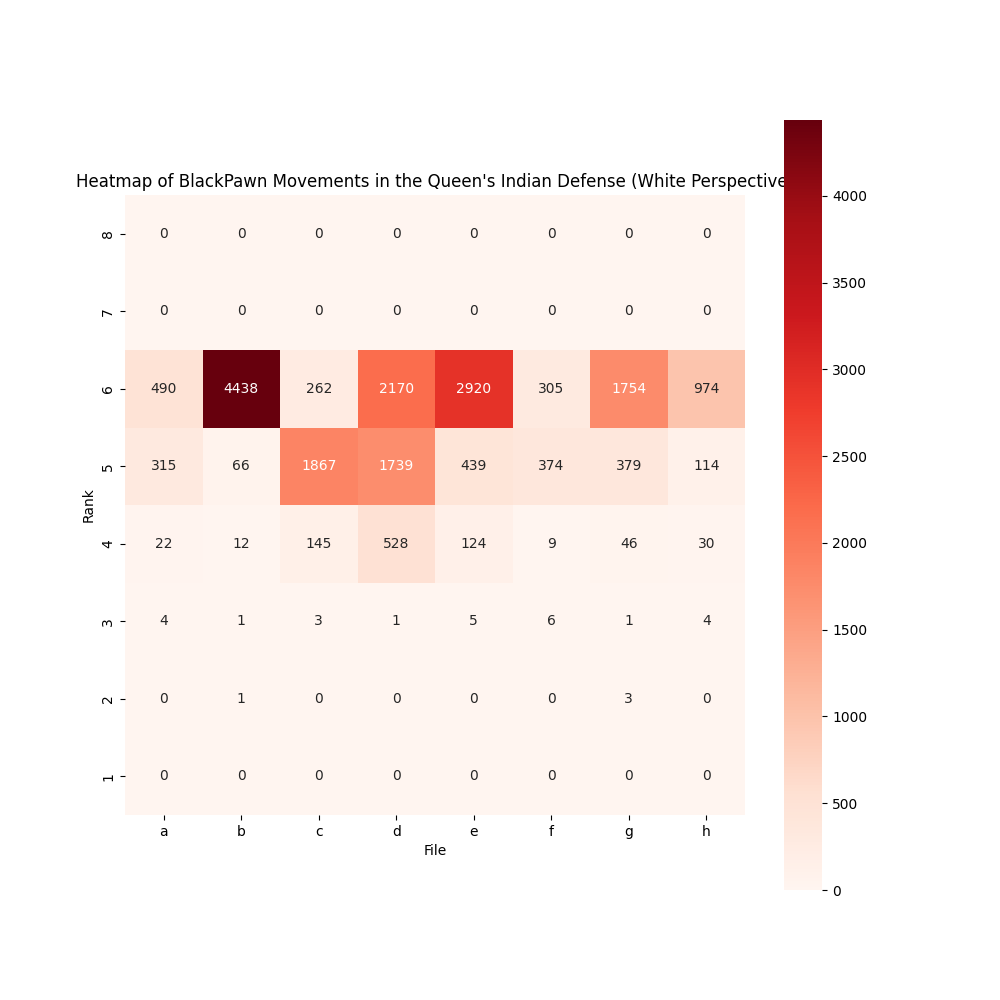 Heatmap of BlackPawn Movements in the Queen's Indian Defense (White Perspective
8 0 0 0 0 0 0 0 0
7 0 0 0 0 0 0 0 0
6 490 4438 262 2170 2920 305 1754 974
5 315 66 1867 1739 439 374 379 114
4 22 12 145 528 124 9 46 30
3 4 1 3 1 5 6 1 4
2 0 1 0 0 0 0 3 0
1 0 0 0 0 0 0 0 0
Rank
a b c d e f g h
File
4000
3500
3000
2500
2000
1500
1000
500
0